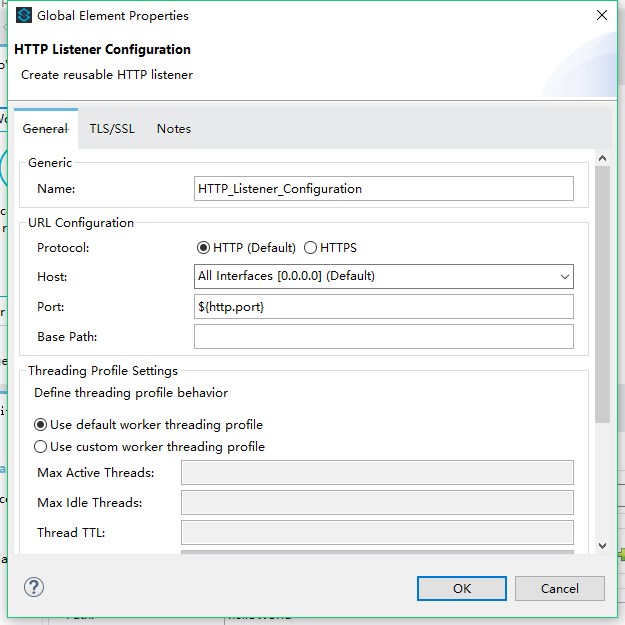 Global Element Properties
HTTP Listener Configuration
Create reusable HTTP listener
General TLS/SSL Notes
Generic
Name: HTTP_Listener_Configuration
URL Configuration
Protocol: HTTP (Default) HTTPS
Host: All Interfaces [0.0.0.0] (Default)
Port: ${http.port}
Base Path:
Threading Profile Settings
Define threading profile behavior
Use default worker threading profile
Use custom worker threading profile
Max Active Threads:
Max Idle Threads:
Thread TTL:
? OK Cancel